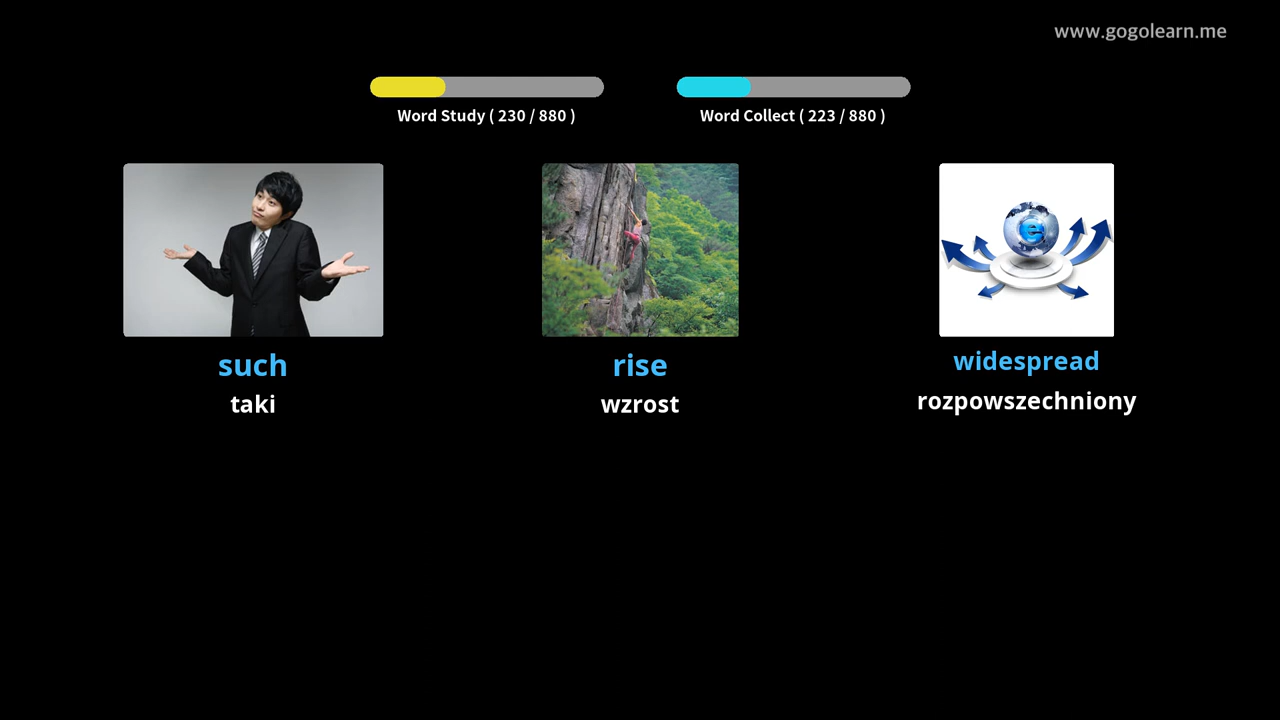 www.gogolearn.me
Word Study ( 230 / 880 )
Word Collect ( 223 / 880 )
such
taki
rise
wzrost
e
widespread
rozpowszechniony